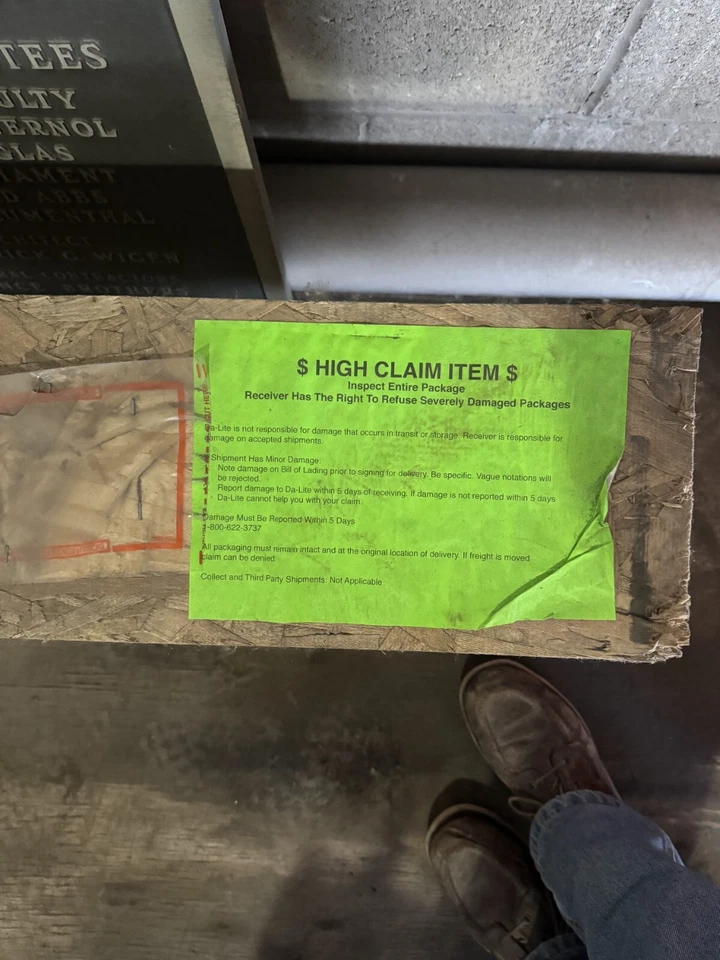 TEES
ULTY
TERNOL
GLAS
IAMENT
D ABBS
UMENTHAL
RICK G. WIGEN
$ HIGH CLAIM ITEM $
Inspect Entire Package
Receiver Has The Right To Refuse Severely Damaged Packages
Da-Lite is not responsible for damage that occurs in transit or storage. Receiver is responsible for
damage on accepted shipments.
Shipment Has Minor Damage:
Note damage on Bill of Lading prior to signing for delivery. Be specific. Vague notations will
be rejected.
Report damage to Da-Lite within 5 days of receiving. If damage is not reported within 5 days
Da-Lite cannot help you with your claim.
Damage Must Be Reported Within 5 Days
-800-622-3737
All packaging must remain intact and at the original location of delivery. If freight is moved
claim can be denied
Collect and Third Party Shipments: Not Applicable